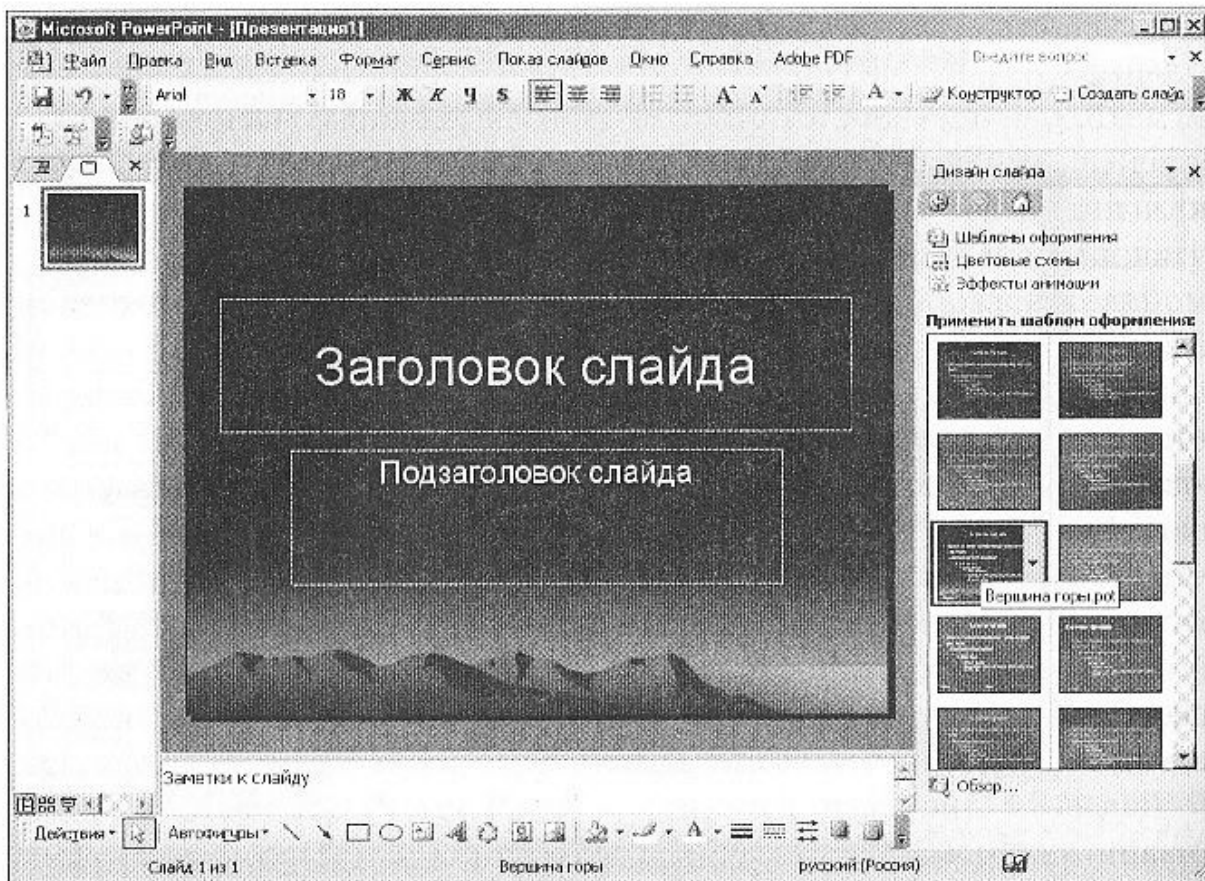 Microsoft PowerPoint - [Презентация1]
Файл Правка Вид Вставка Формат Сервис Показ слайдов Окно Справка Adobe PDF Введите вопрос
Arial 18 Ж К Ч S Конструктор Создать слайд
Дизайн слайда
1
Шаблоны оформления
Цветовые схемы
Эффекты анимации
Применить шаблон оформления:
Заголовок слайда
Подзаголовок слайда
Вершина горы.pot
Заметки к слайду
Обзор...
Действия Автофигуры
Слайд 1 из 1 Вершина горы русский (Россия)